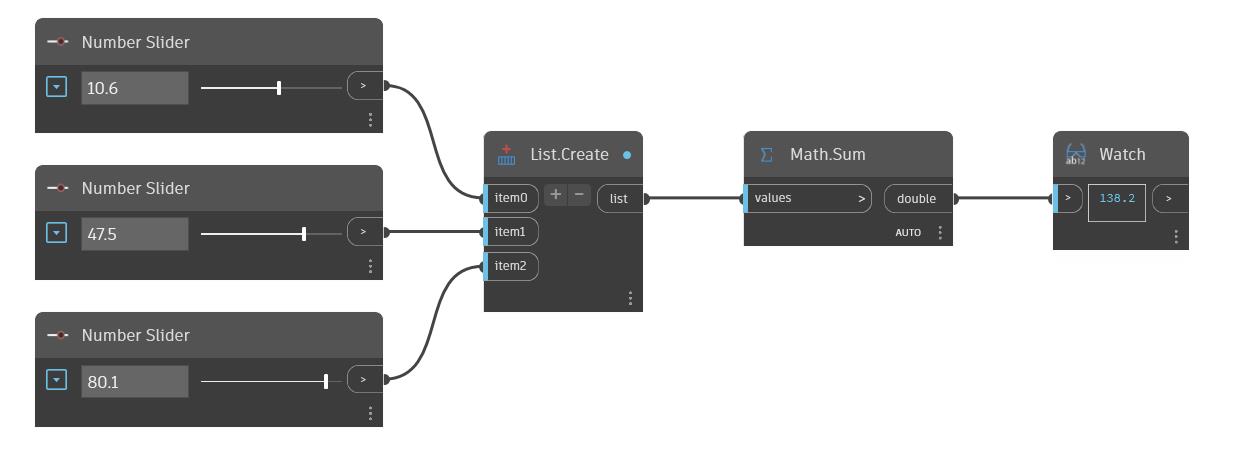 Number Slider
10.6
>
Number Slider
47.5
>
Number Slider
80.1
>
List.Create
item0 + − list
item1
item2
Math.Sum
values > double
AUTO
ab12 Watch
> 138.2 >